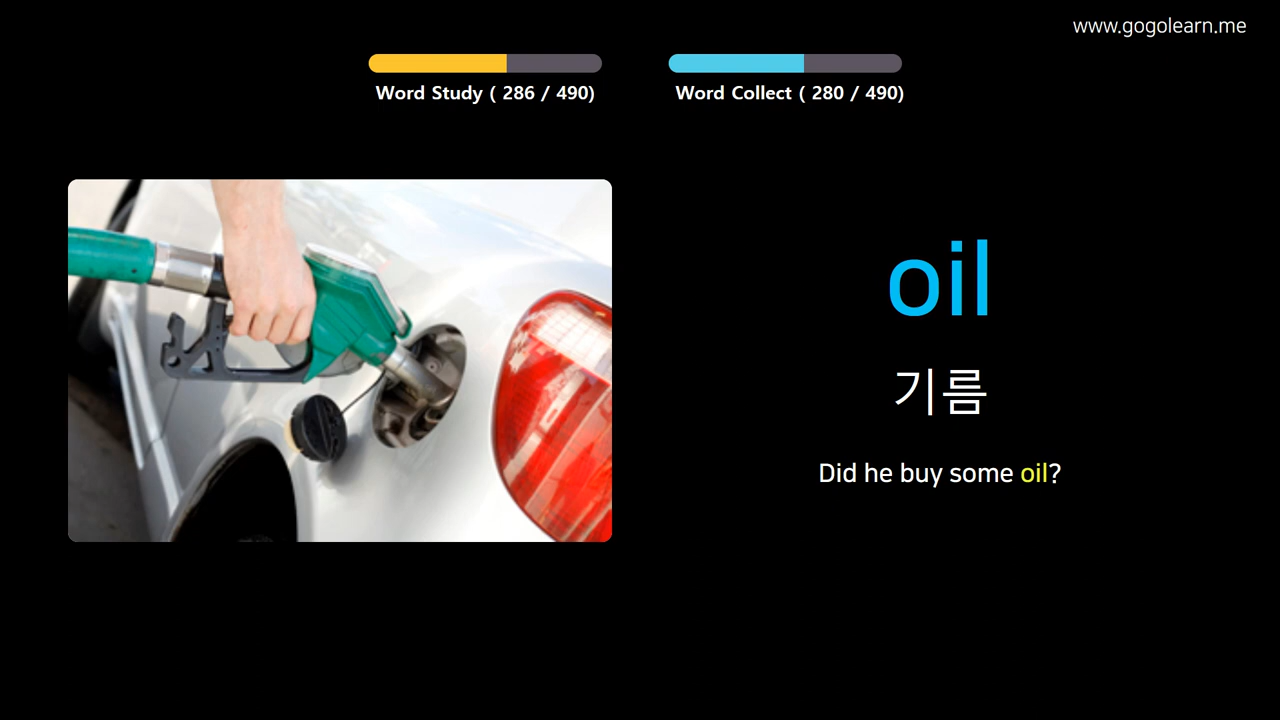 www.gogolearn.me
Word Study ( 286 / 490)
Word Collect ( 280 / 490)
oil
기름
Did he buy some oil?